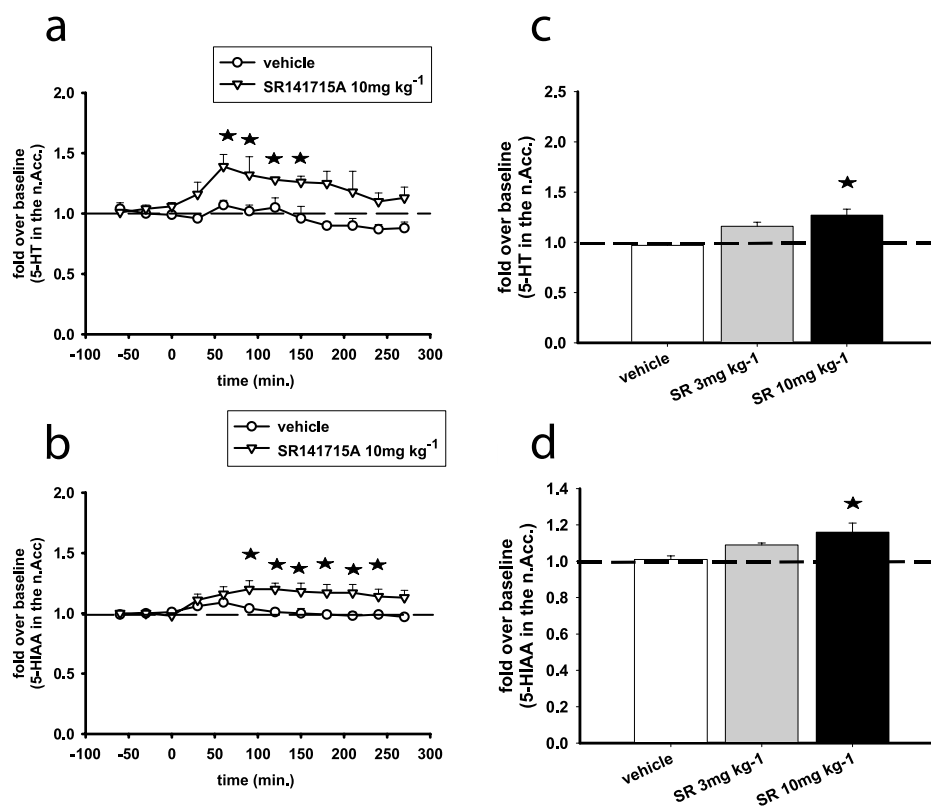 a
vehicle
SR141715A 10mg kg-1
2.0
1.5
1.0
0.5
0.0
fold over baseline
(5-HT in the n.Acc.)
-100 -50 0 50 100 150 200 250 300
time (min.)
c
2.5
2.0
1.5
1.0
0.5
0.0
fold over baseline
(5-HT in the n.Acc.)
vehicle
SR 3mg kg-1
SR 10mg kg-1
b
vehicle
SR141715A 10mg kg-1
2.0
1.5
1.0
0.5
0.0
fold over baseline
(5-HIAA in the n.Acc)
-100 -50 0 50 100 150 200 250 300
time (min.)
d
1.4
1.2
1.0
0.8
0.6
0.4
0.2
0.0
fold over baseline
(5-HIAA in the n.Acc.)
vehicle
SR 3mg kg-1
SR 10mg kg-1